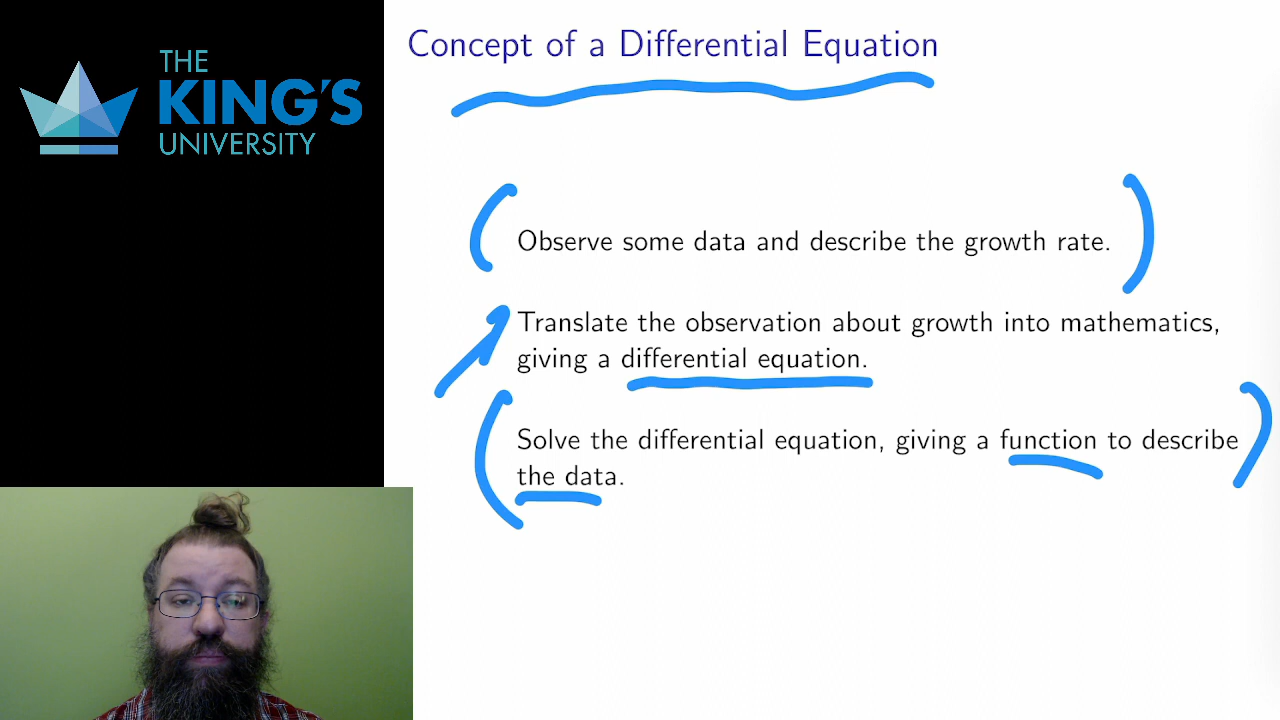 THE
KING'S
UNIVERSITY
Concept of a Differential Equation
Observe some data and describe the growth rate.
Translate the observation about growth into mathematics,
giving a differential equation.
Solve the differential equation, giving a function to describe
the data.